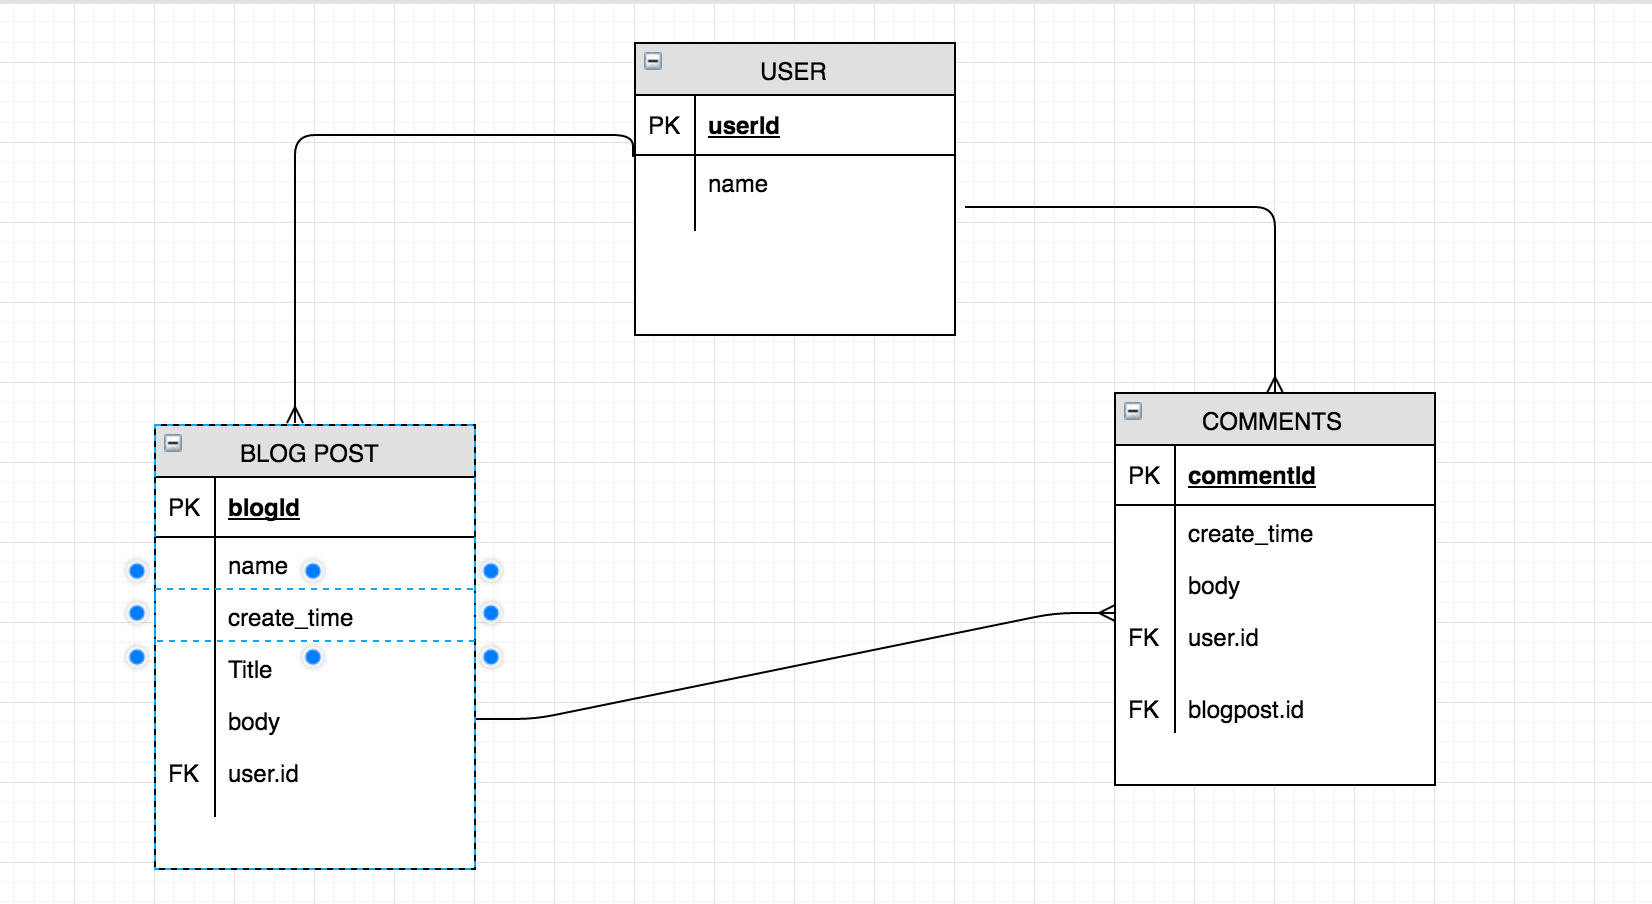 USER
PK userId
name
BLOG POST
PK blogId
name
create_time
Title
body
FK user.id
COMMENTS
PK commentId
create_time
body
FK user.id
FK blogpost.id